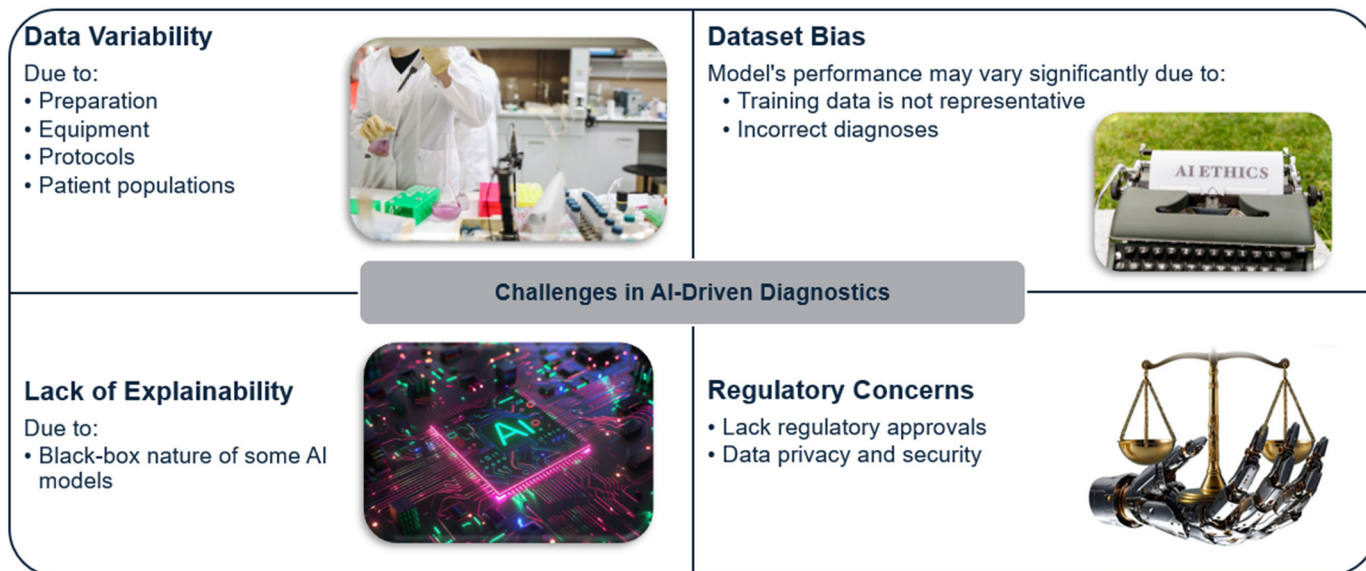 Data Variability
Due to:
• Preparation
• Equipment
• Protocols
• Patient populations
Dataset Bias
Model's performance may vary significantly due to:
• Training data is not representative
• Incorrect diagnoses
AI ETHICS
Challenges in AI-Driven Diagnostics
Lack of Explainability
Due to:
• Black-box nature of some AI
models
AI
Regulatory Concerns
• Lack regulatory approvals
• Data privacy and security